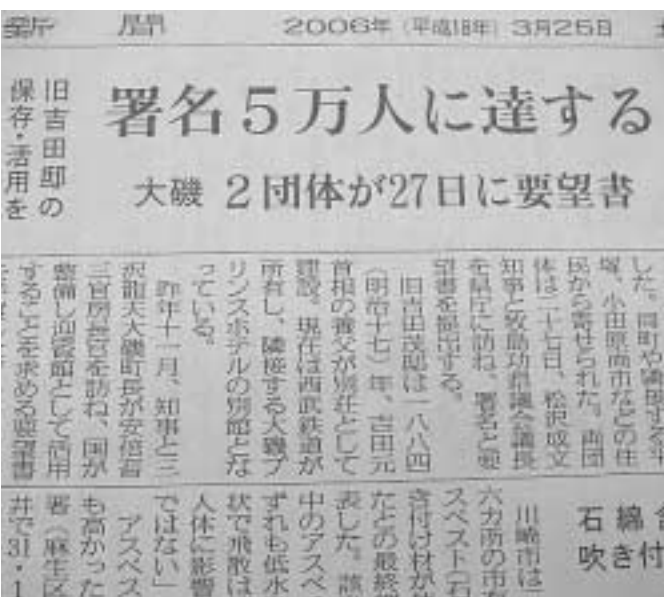 新聞 2006年（平成18年）3月25日
旧吉田邸の
保存・活用を
署名５万人に達する
大磯 ２団体が27日に要望書
した。同町や隣接する平
塚、小田原両市などの住
民から寄せられた。両団
体は二十七日、松沢成文
知事と牧島功県議会議長
を県庁に訪ね、署名と要
望書を提出する。
旧吉田茂邸は一八八四
（明治十七）年、吉田元
首相の養父が別荘として
建設。現在は西武鉄道が
所有し、隣接する大磯プ
リンスホテルの別館とな
っている。
昨年十一月、知事と三
沢龍夫大磯町長が安倍晋
三官房長官を訪ね、国が
整備し迎賓館として活用
することを求める要望書
石綿
吹き付
川崎市は
六カ所の市有
スベスト（石
き付け材が
などの最終
表した。該
中のアスベ
ずれも低水
状で飛散は
人体に影響
ではない」
アスベス
も高かった
署（麻生区
井で31・1